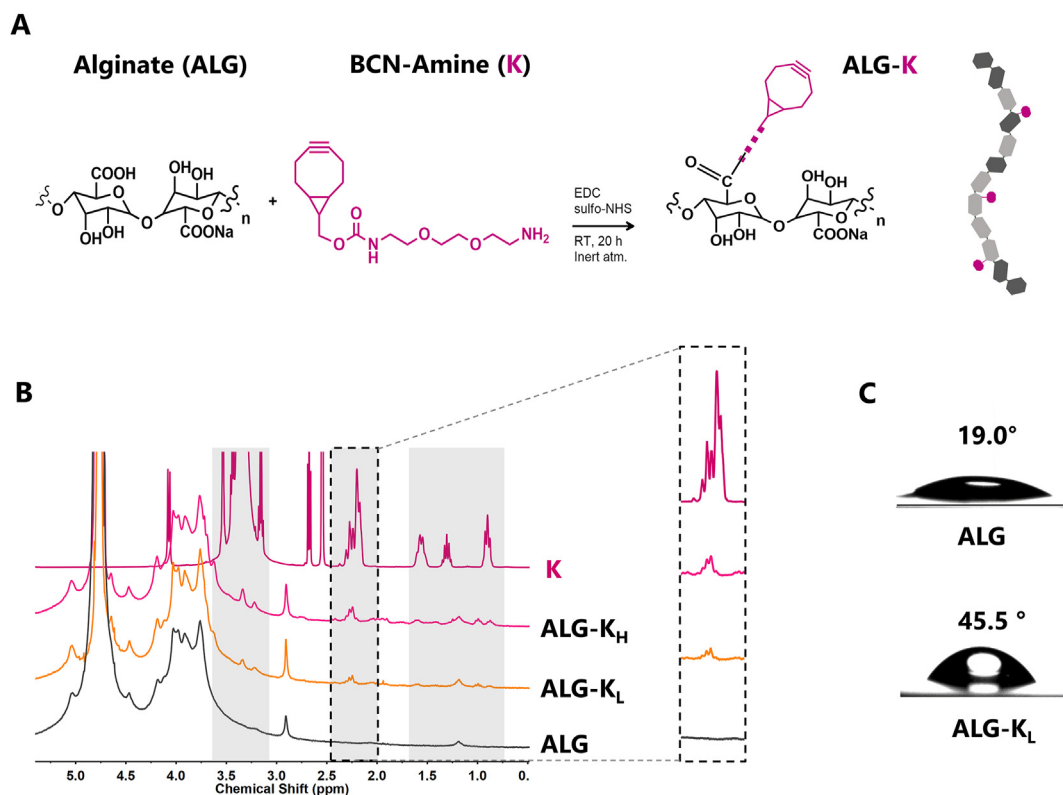 A
Alginate (ALG)
BCN-Amine (K)
ALG-K
COOH
OH
OH
O
O
O
O
OH
OH
COONa
n
+
O
O
N
H
O
O
NH2
EDC
sulfo-NHS
RT, 20 h
Inert atm.
O
C
OH
OH
O
O
O
O
OH
OH
COONa
n
B
K
ALG-KH
ALG-KL
ALG
5.0 4.5 4.0 3.5 3.0 2.5 2.0 1.5 1.0 0.
Chemical Shift (ppm)
C
19.0°
ALG
45.5 °
ALG-KL